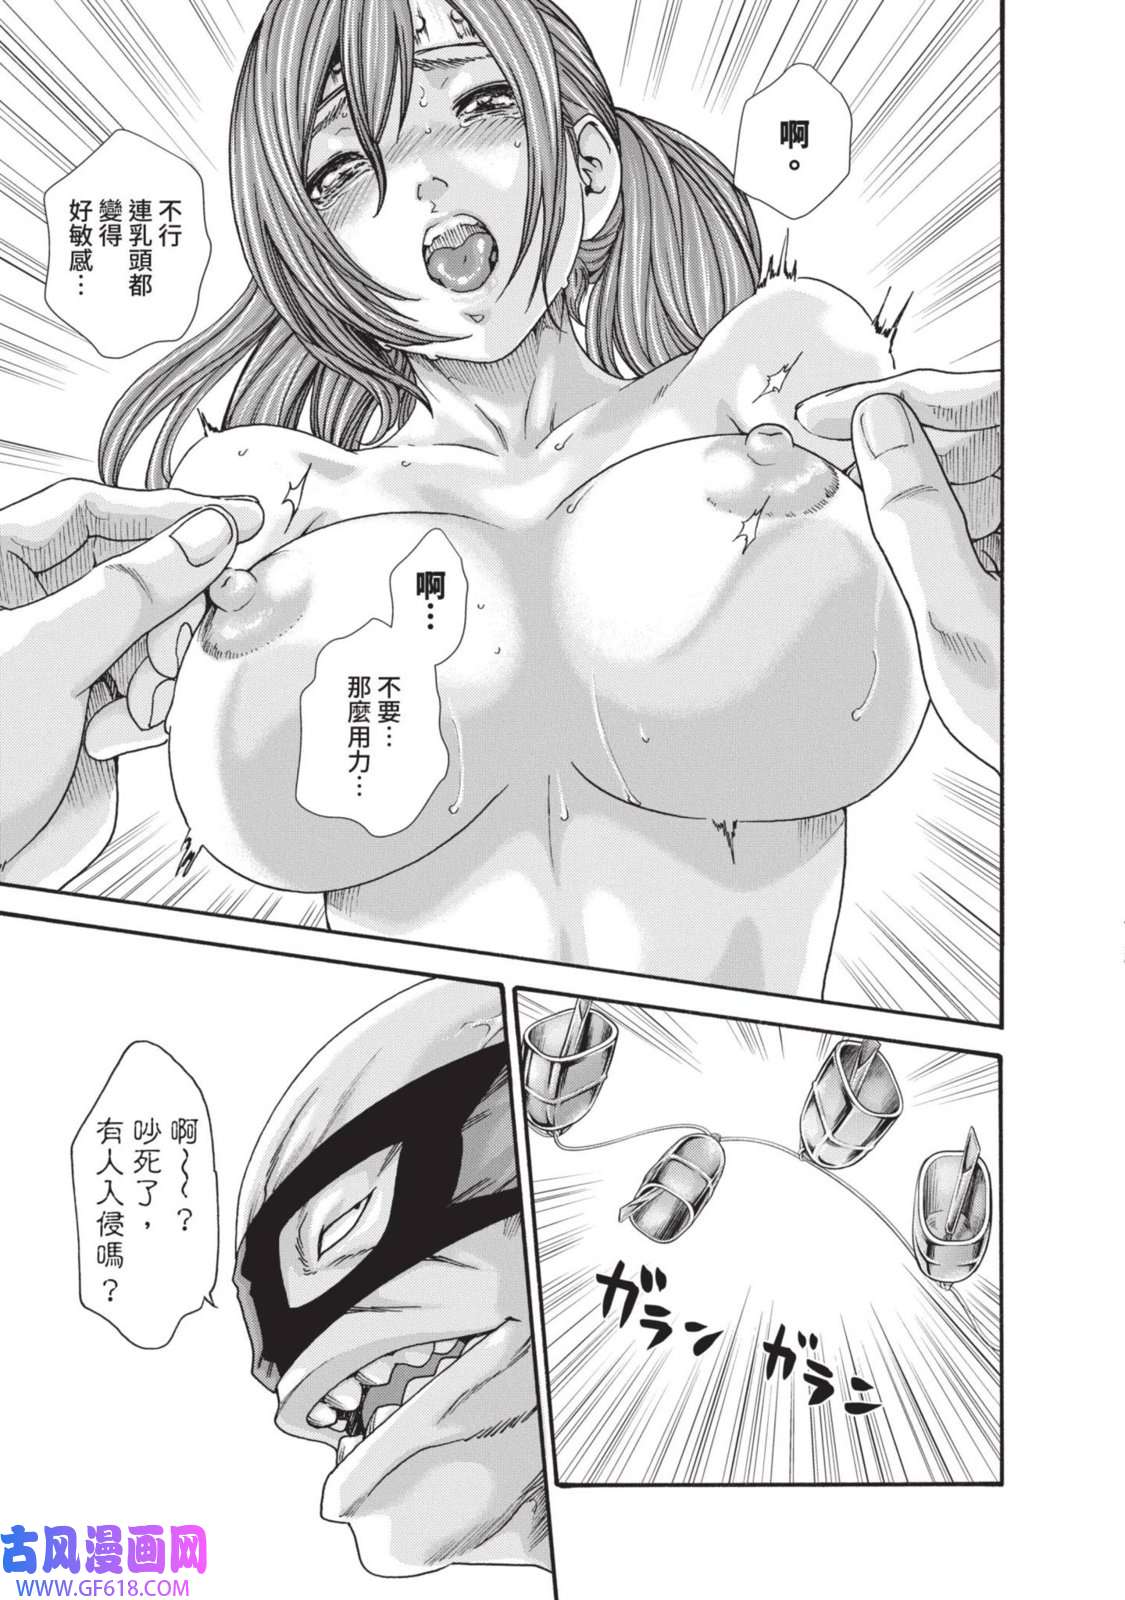 啊。
不行
連乳頭都
變得
好敏感…
啊…
不要…
那麼用力…
ガラン
ガラン
啊～～？
吵死了，
有人入侵嗎？
古风漫画网
WWW.GF618.COM